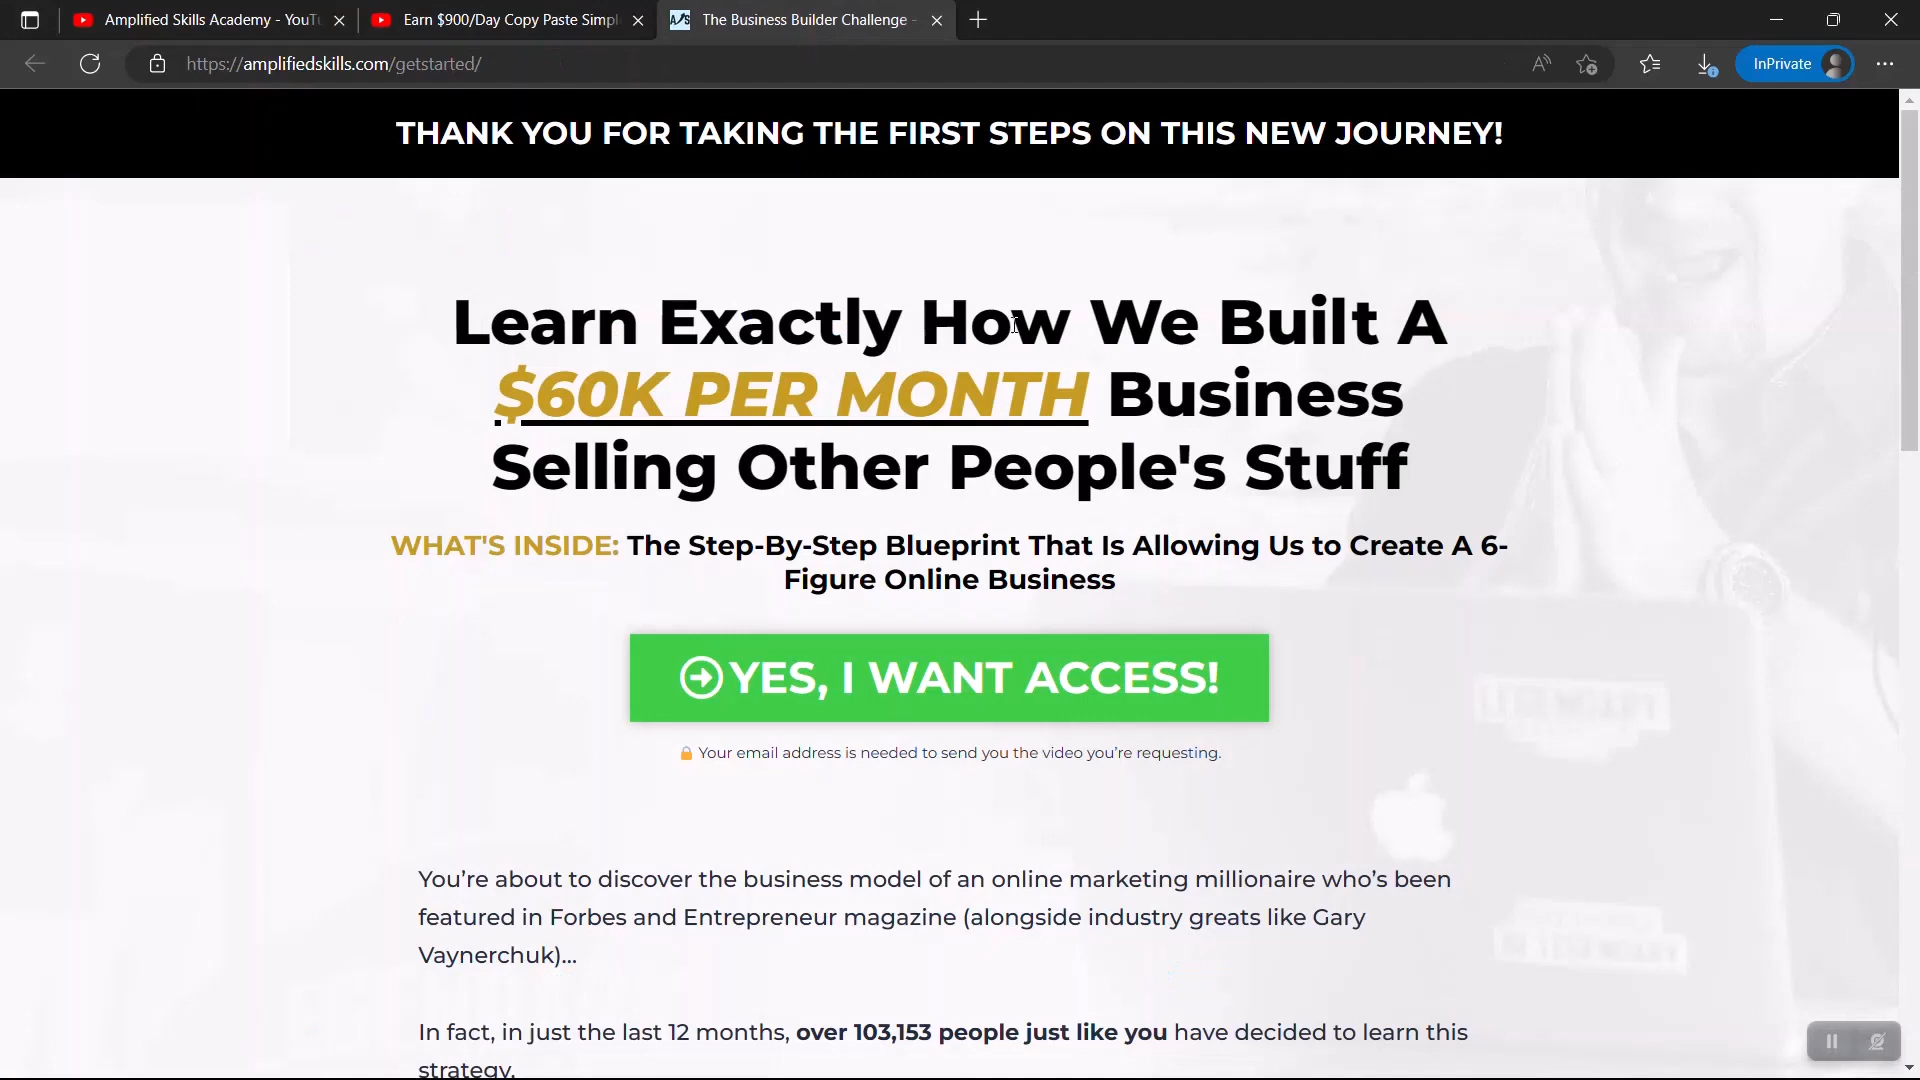 Amplified Skills Academy - YouTu
Earn $900/Day Copy Paste Simpl
The Business Builder Challenge -
https://amplifiedskills.com/getstarted/
InPrivate
THANK YOU FOR TAKING THE FIRST STEPS ON THIS NEW JOURNEY!
Learn Exactly How We Built A
$60K PER MONTH Business
Selling Other People's Stuff
WHAT'S INSIDE: The Step-By-Step Blueprint That Is Allowing Us to Create A 6-
Figure Online Business
YES, I WANT ACCESS!
Your email address is needed to send you the video you're requesting.
You're about to discover the business model of an online marketing millionaire who's been
featured in Forbes and Entrepreneur magazine (alongside industry greats like Gary
Vaynerchuk)...
In fact, in just the last 12 months, over 103,153 people just like you have decided to learn this
strategy.